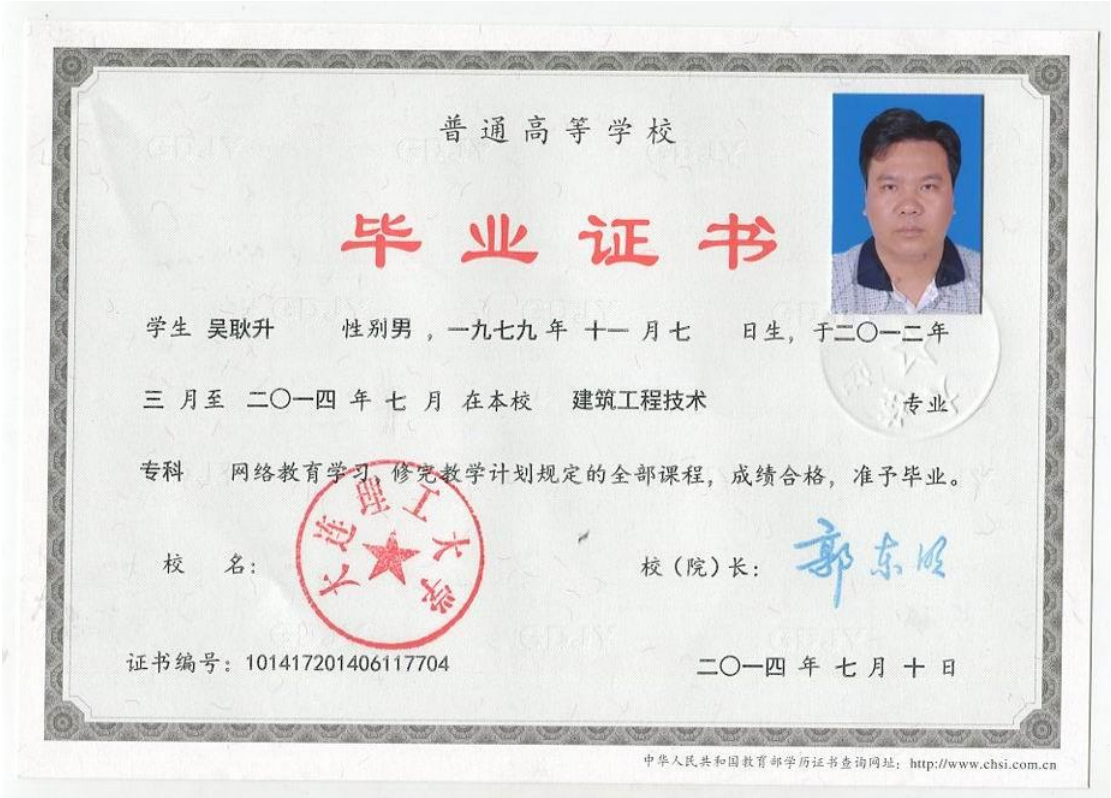 普通高等学校
毕业证书
学生 吴耿升 性别男，一九七九年 十一月七 日生，于二〇一二年
三 月至 二〇一四 年 七 月 在本校 建筑工程技术 专业
专科 网络教育学习，修完教学计划规定的全部课程，成绩合格，准予毕业。
大连理工大学
校 名： 校（院）长： 郭东明
证书编号：101417201406117704 二〇一四 年 七 月 十 日
中华人民共和国教育部学历证书查询网址：http://www.chsi.com.cn